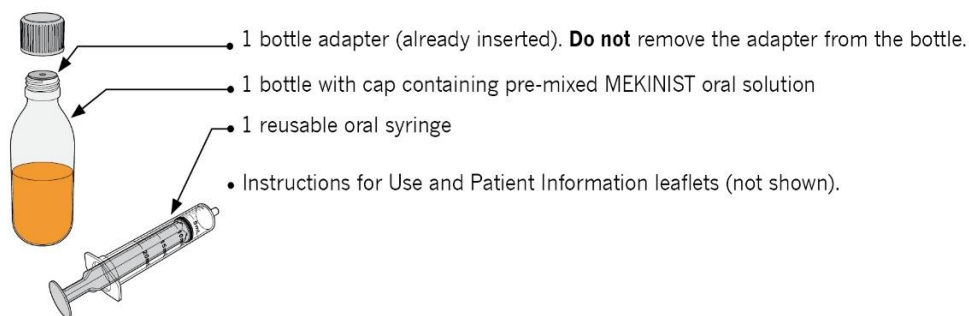 • 1 bottle adapter (already inserted). Do not remove the adapter from the bottle.
• 1 bottle with cap containing pre-mixed MEKINIST oral solution
• 1 reusable oral syringe
• Instructions for Use and Patient Information leaflets (not shown).